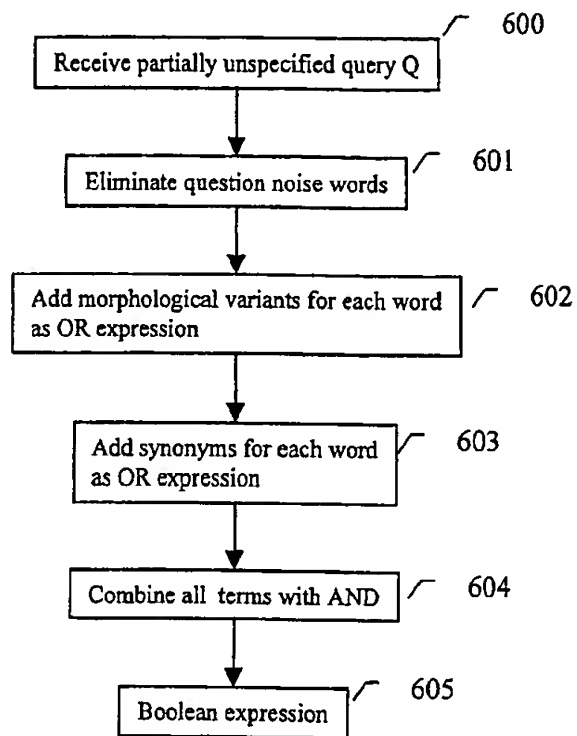 600
Receive partially unspecified query Q
601
Eliminate question noise words
602
Add morphological variants for each word
as OR expression
603
Add synonyms for each word
as OR expression
604
Combine all terms with AND
605
Boolean expression